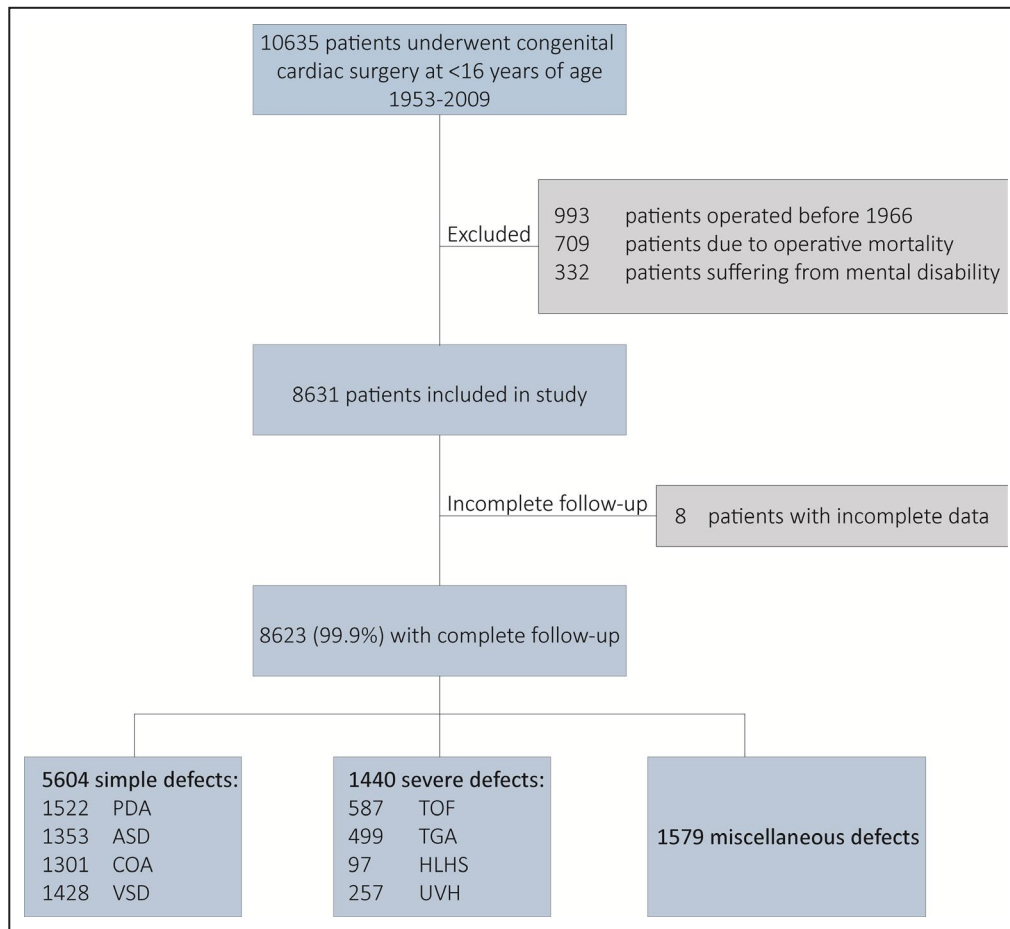 10635 patients underwent congenital
cardiac surgery at <16 years of age
1953-2009
Excluded
993 patients operated before 1966
709 patients due to operative mortality
332 patients suffering from mental disability
8631 patients included in study
Incomplete follow-up
8 patients with incomplete data
8623 (99.9%) with complete follow-up
5604 simple defects:
1522 PDA
1353 ASD
1301 COA
1428 VSD
1440 severe defects:
587 TOF
499 TGA
97 HLHS
257 UVH
1579 miscellaneous defects